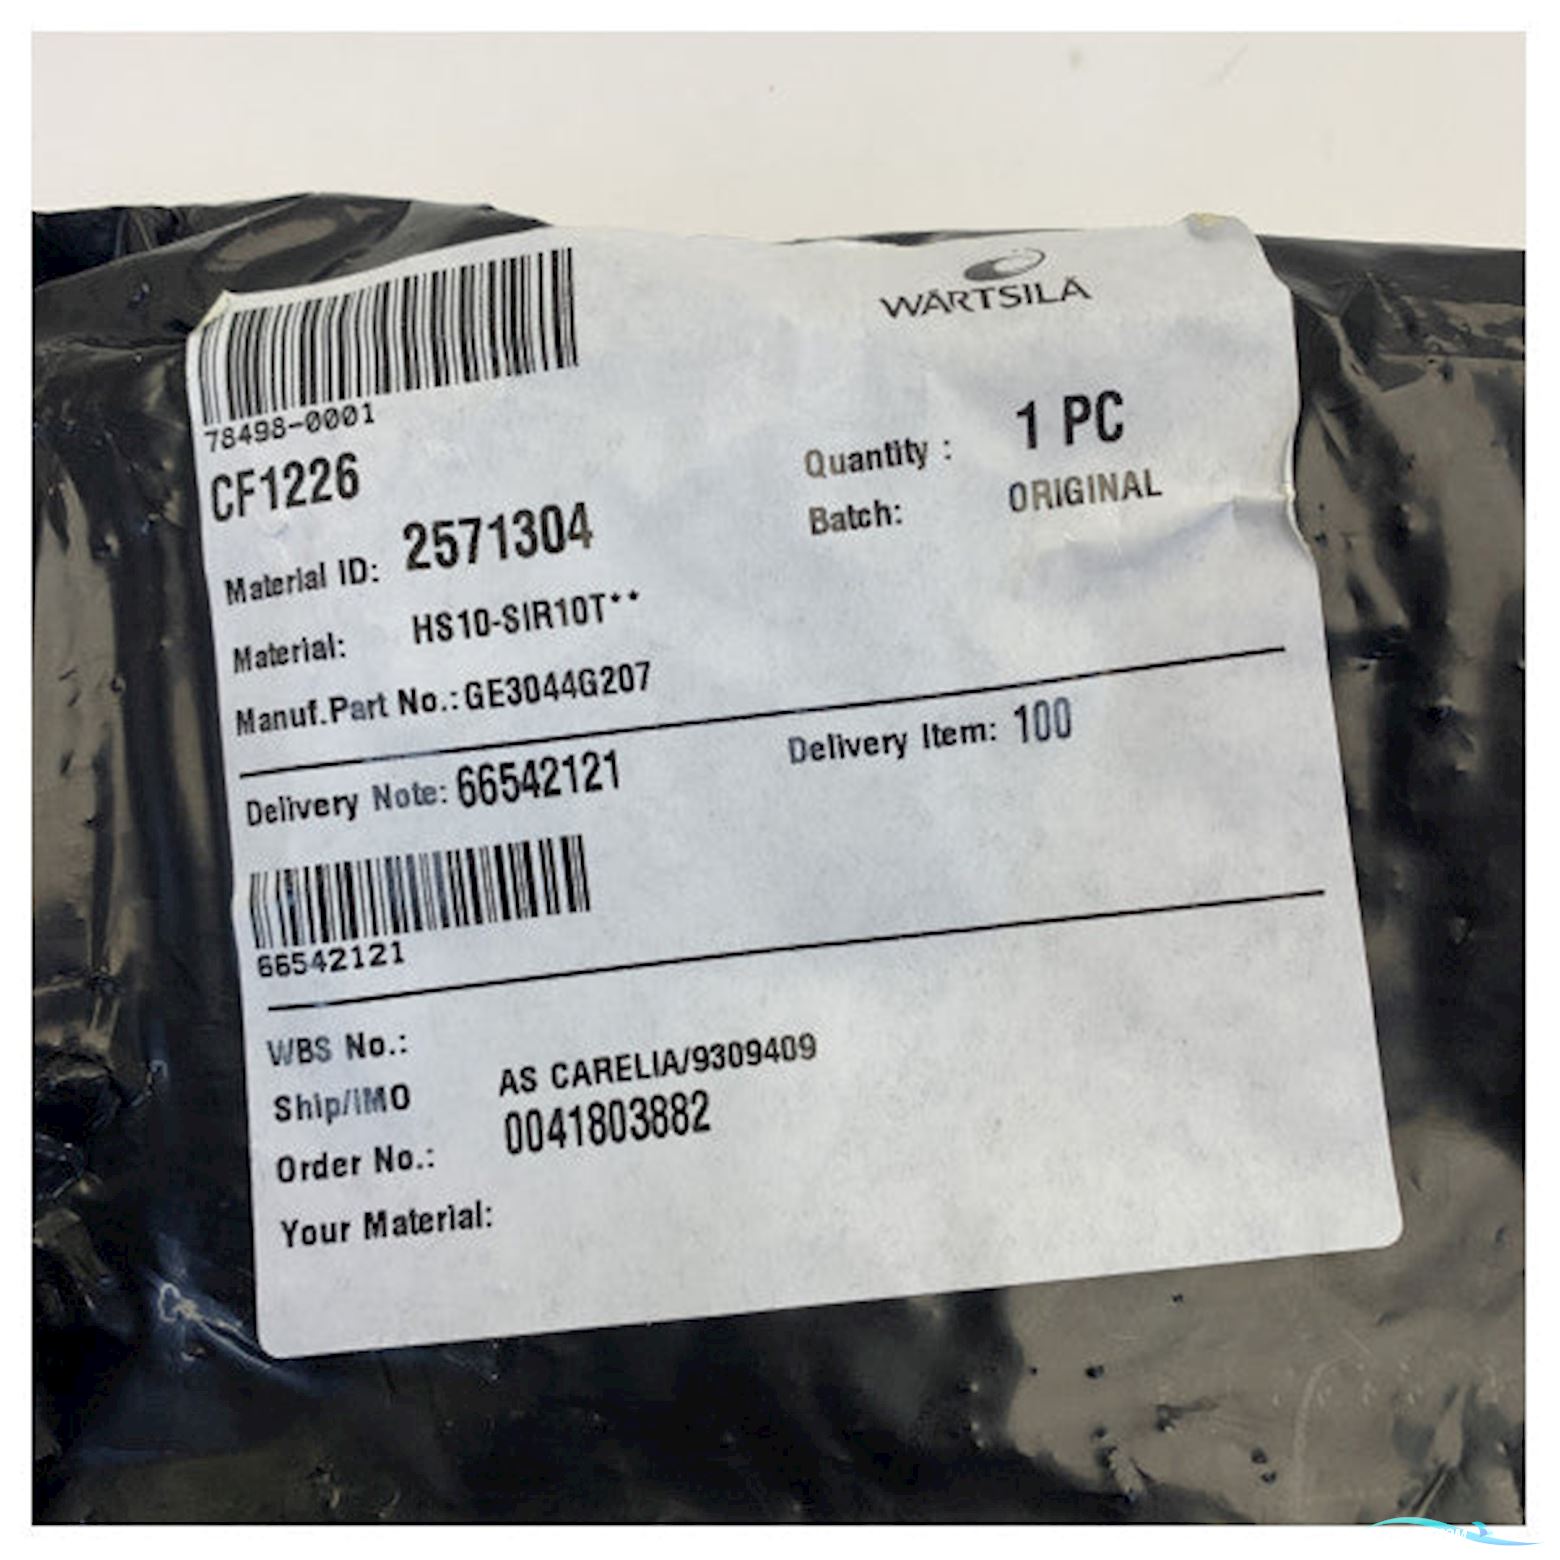 WÄRTSILÄ
78498-0001
CF1226
Quantity : 1 PC
Material ID: 2571304
Batch: ORIGINAL
Material: HS10-SIR10T**
Manuf.Part No.:GE3044G207
Delivery Note: 66542121
Delivery Item: 100
66542121
WBS No.:
Ship/IMO AS CARELIA/9309409
Order No.: 0041803882
Your Material: